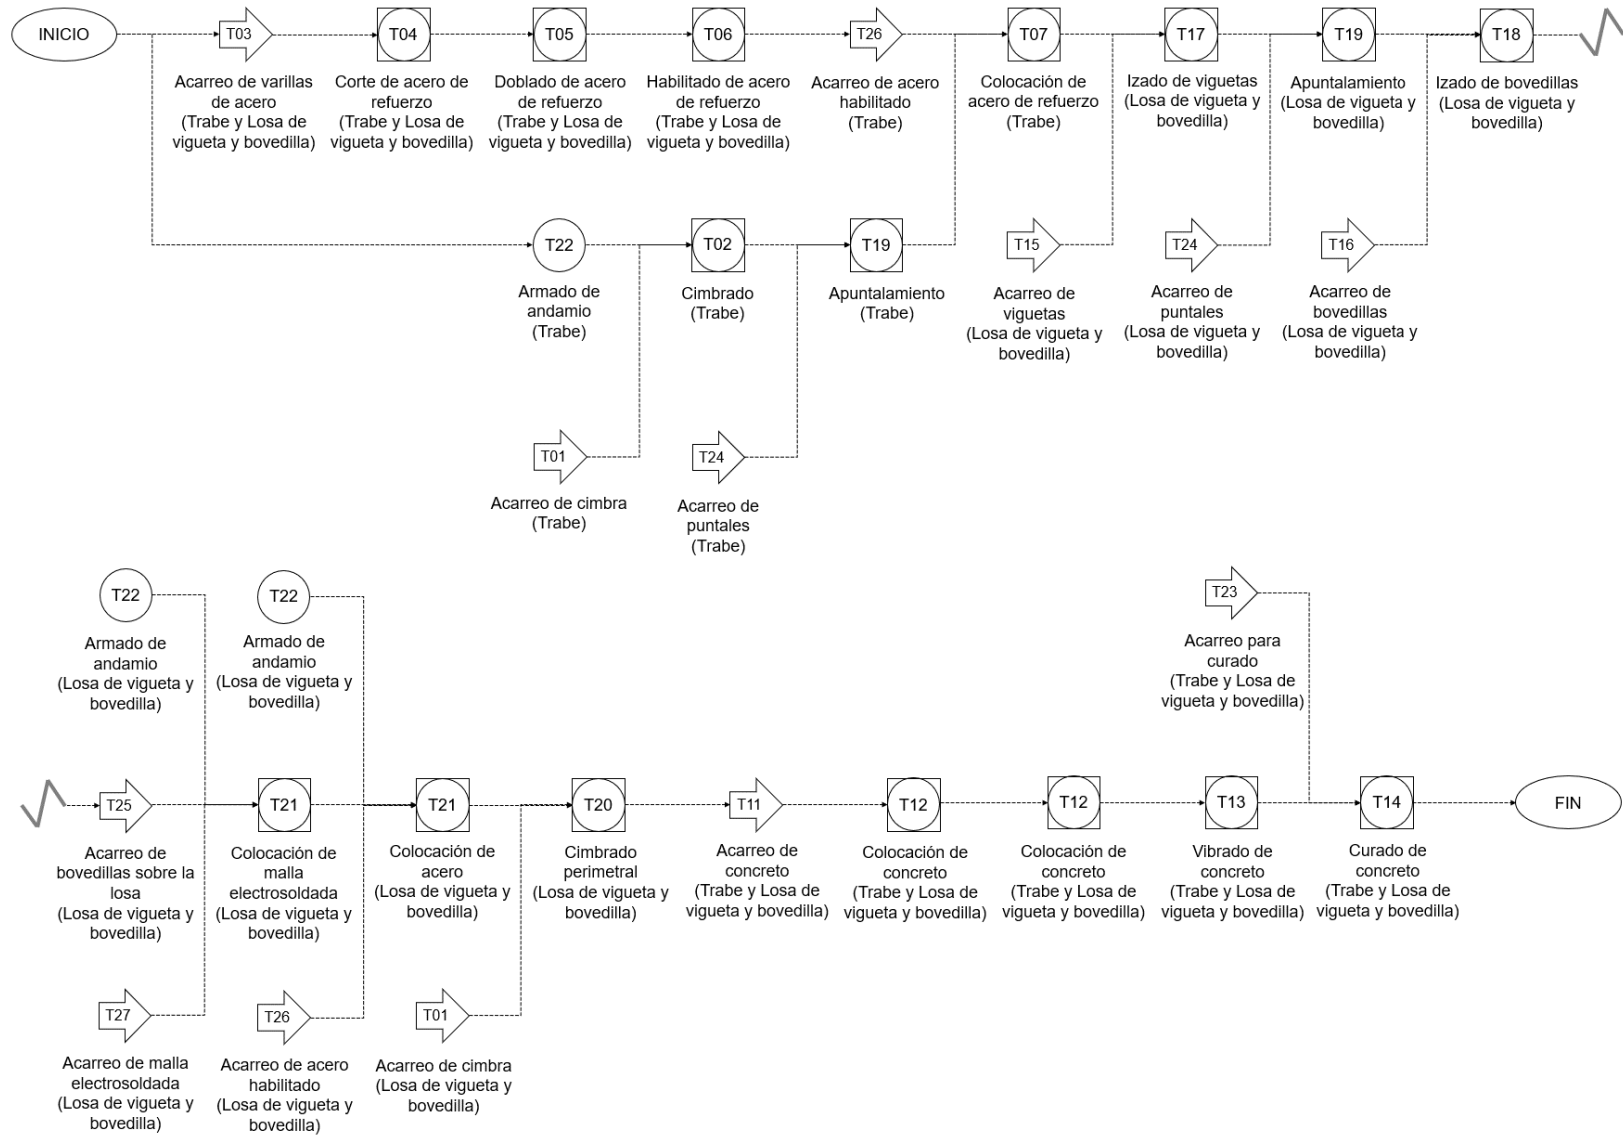 INICIO
T03
T04
T05
T06
T26
T07
T17
T19
T18
Acarreo de varillas
de acero
(Trabe y Losa de
vigueta y bovedilla)
Corte de acero de
refuerzo
(Trabe y Losa de
vigueta y bovedilla)
Doblado de acero
de refuerzo
(Trabe y Losa de
vigueta y bovedilla)
Habilitado de acero
de refuerzo
(Trabe y Losa de
vigueta y bovedilla)
Acarreo de acero
habilitado
(Trabe)
Colocación de
acero de refuerzo
(Trabe)
Izado de viguetas
(Losa de vigueta y
bovedilla)
Apuntalamiento
(Losa de vigueta y
bovedilla)
Izado de bovedillas
(Losa de vigueta y
bovedilla)
T22
T02
T19
T15
T24
T16
Armado de
andamio
(Trabe)
Cimbrado
(Trabe)
Apuntalamiento
(Trabe)
Acarreo de
viguetas
(Losa de vigueta y
bovedilla)
Acarreo de
puntales
(Losa de vigueta y
bovedilla)
Acarreo de
bovedillas
(Losa de vigueta y
bovedilla)
T01
T24
Acarreo de cimbra
(Trabe)
Acarreo de
puntales
(Trabe)
T22
T22
T23
Armado de
andamio
(Losa de vigueta y
bovedilla)
Armado de
andamio
(Losa de vigueta y
bovedilla)
Acarreo para
curado
(Trabe y Losa de
vigueta y bovedilla)
T25
T21
T21
T20
T11
T12
T12
T13
T14
FIN
Acarreo de
bovedillas sobre la
losa
(Losa de vigueta y
bovedilla)
Colocación de
malla
electrosoldada
(Losa de vigueta y
bovedilla)
Colocación de
acero
(Losa de vigueta y
bovedilla)
Cimbrado
perimetral
(Losa de vigueta y
bovedilla)
Acarreo de
concreto
(Trabe y Losa de
vigueta y bovedilla)
Colocación de
concreto
(Trabe y Losa de
vigueta y bovedilla)
Colocación de
concreto
(Trabe y Losa de
vigueta y bovedilla)
Vibrado de
concreto
(Trabe y Losa de
vigueta y bovedilla)
Curado de
concreto
(Trabe y Losa de
vigueta y bovedilla)
T27
T26
T01
Acarreo de malla
electrosoldada
(Losa de vigueta y
bovedilla)
Acarreo de acero
habilitado
(Losa de vigueta y
bovedilla)
Acarreo de cimbra
(Losa de vigueta y
bovedilla)